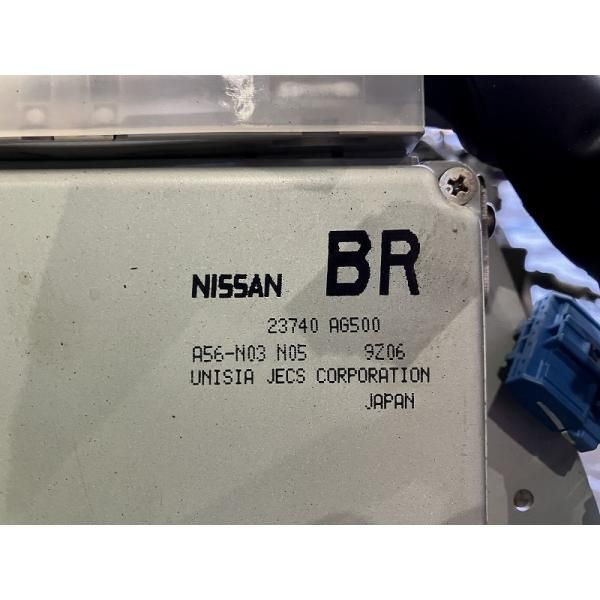 NISSAN BR
23740 AG500
A56-N03 N05 9Z06
UNISIA JECS CORPORATION
JAPAN